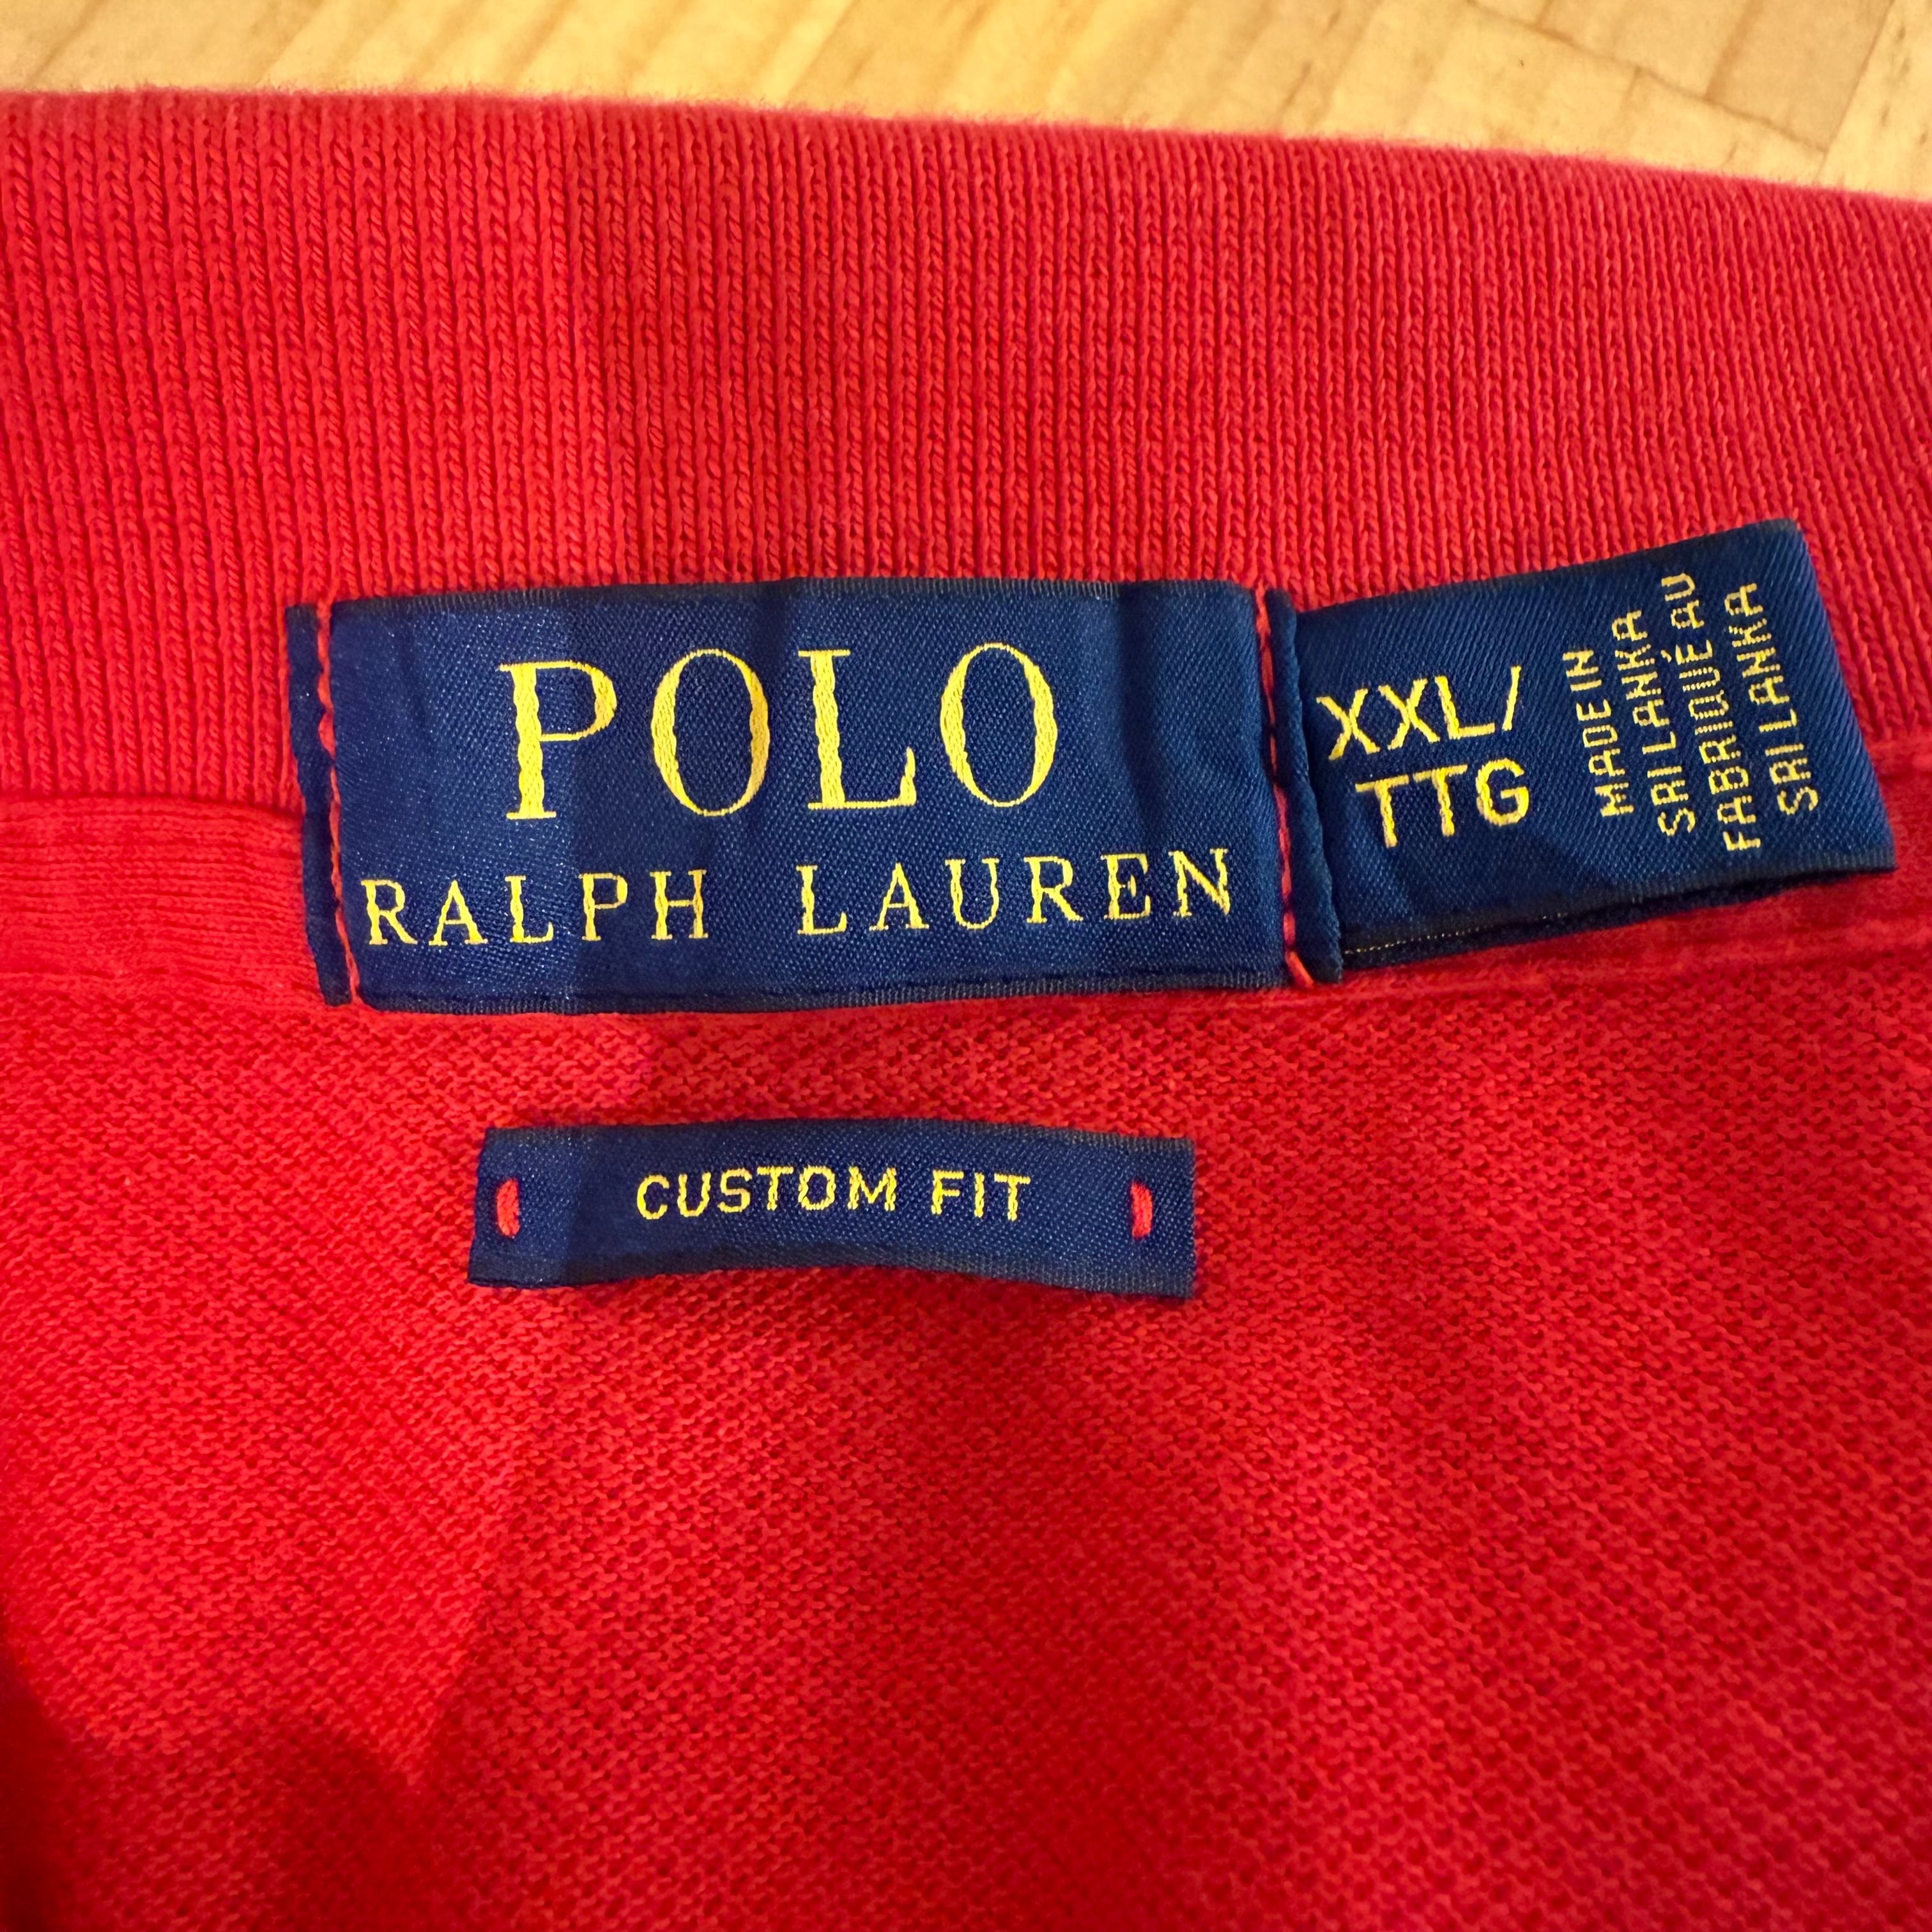 POLO
RALPH LAUREN
XXL/
TTG
MADE IN
SRI LANKA
FABRIQUÉ AU
SRI LANKA
CUSTOM FIT